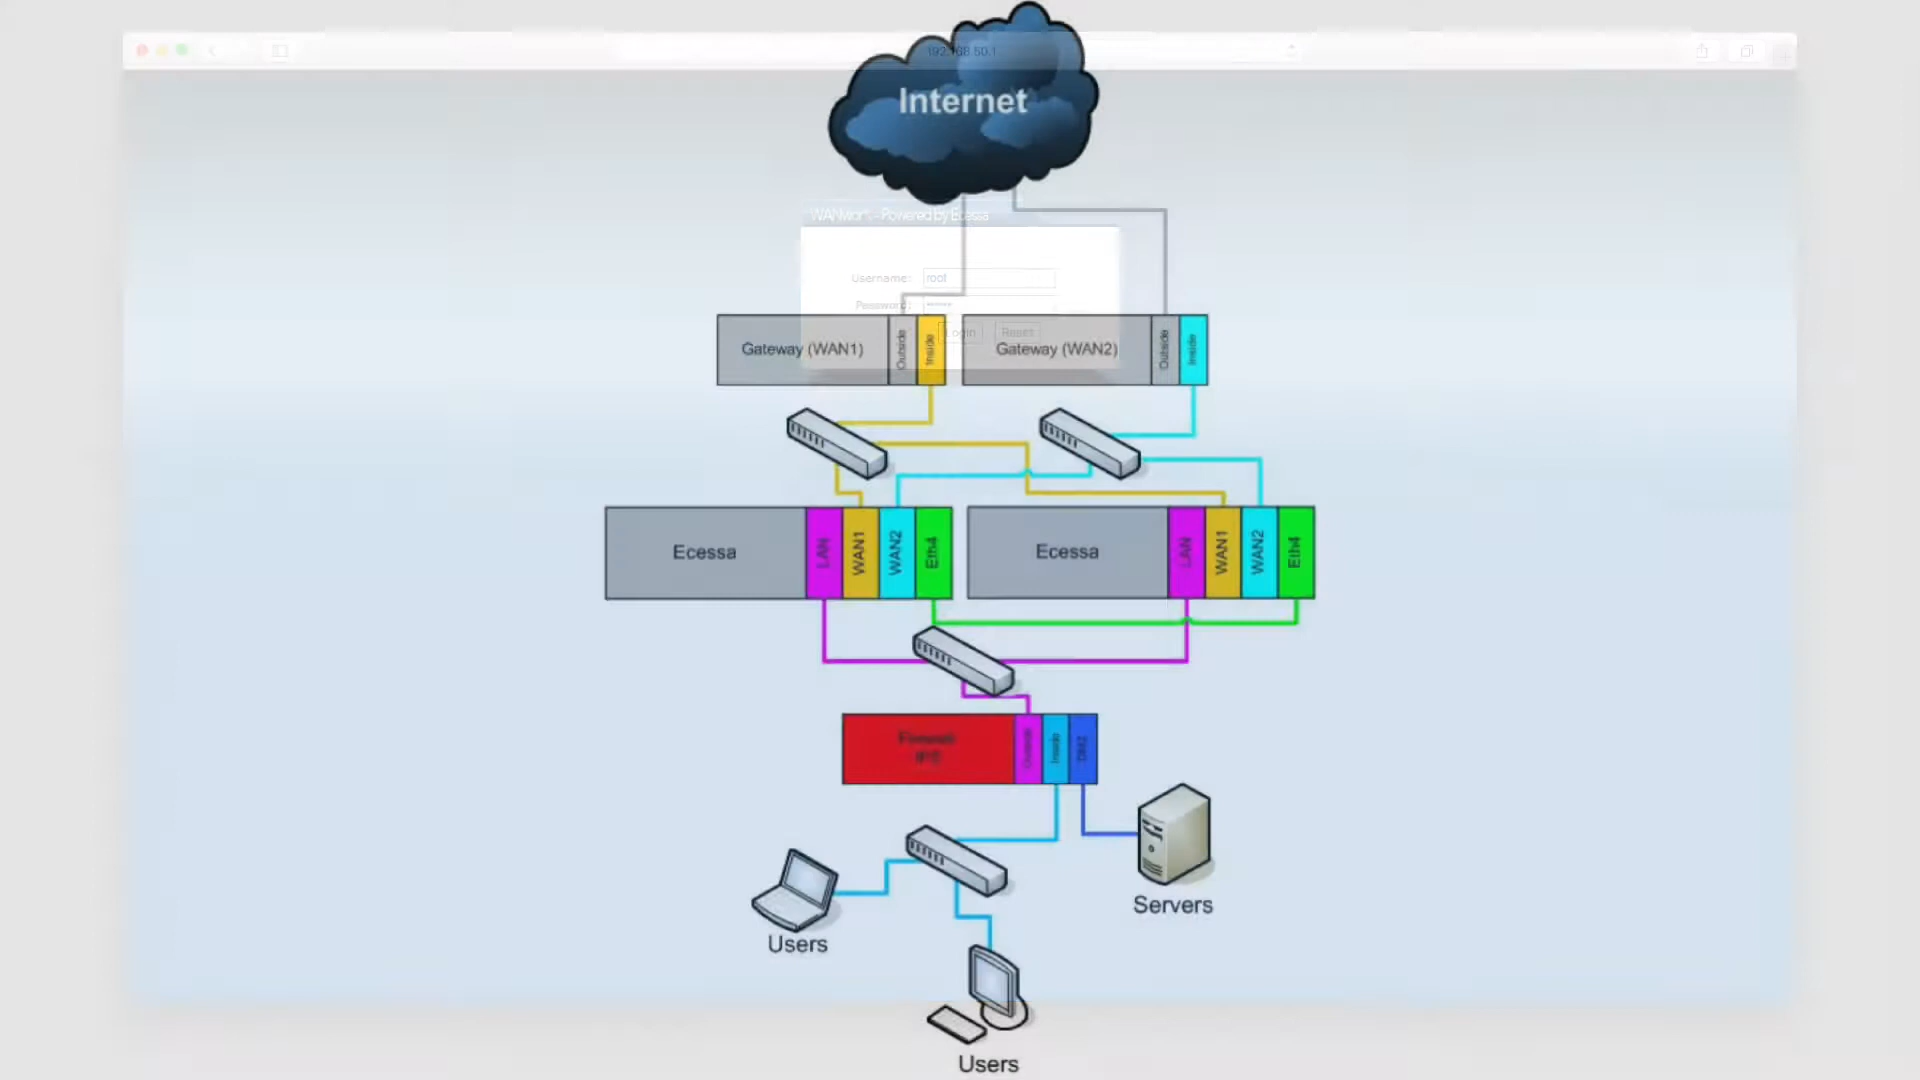 192.168.50.1
Internet
WANworX - Powered by Ecessa
Username: root
Password:
Login Reset
Gateway (WAN1) Outside Inside
Gateway (WAN2) Outside Inside
Ecessa LAN WAN1 WAN2 Eth4
Ecessa LAN WAN1 WAN2 Eth4
Firewall Outside Inside DMZ
IPS
Servers
Users
Users